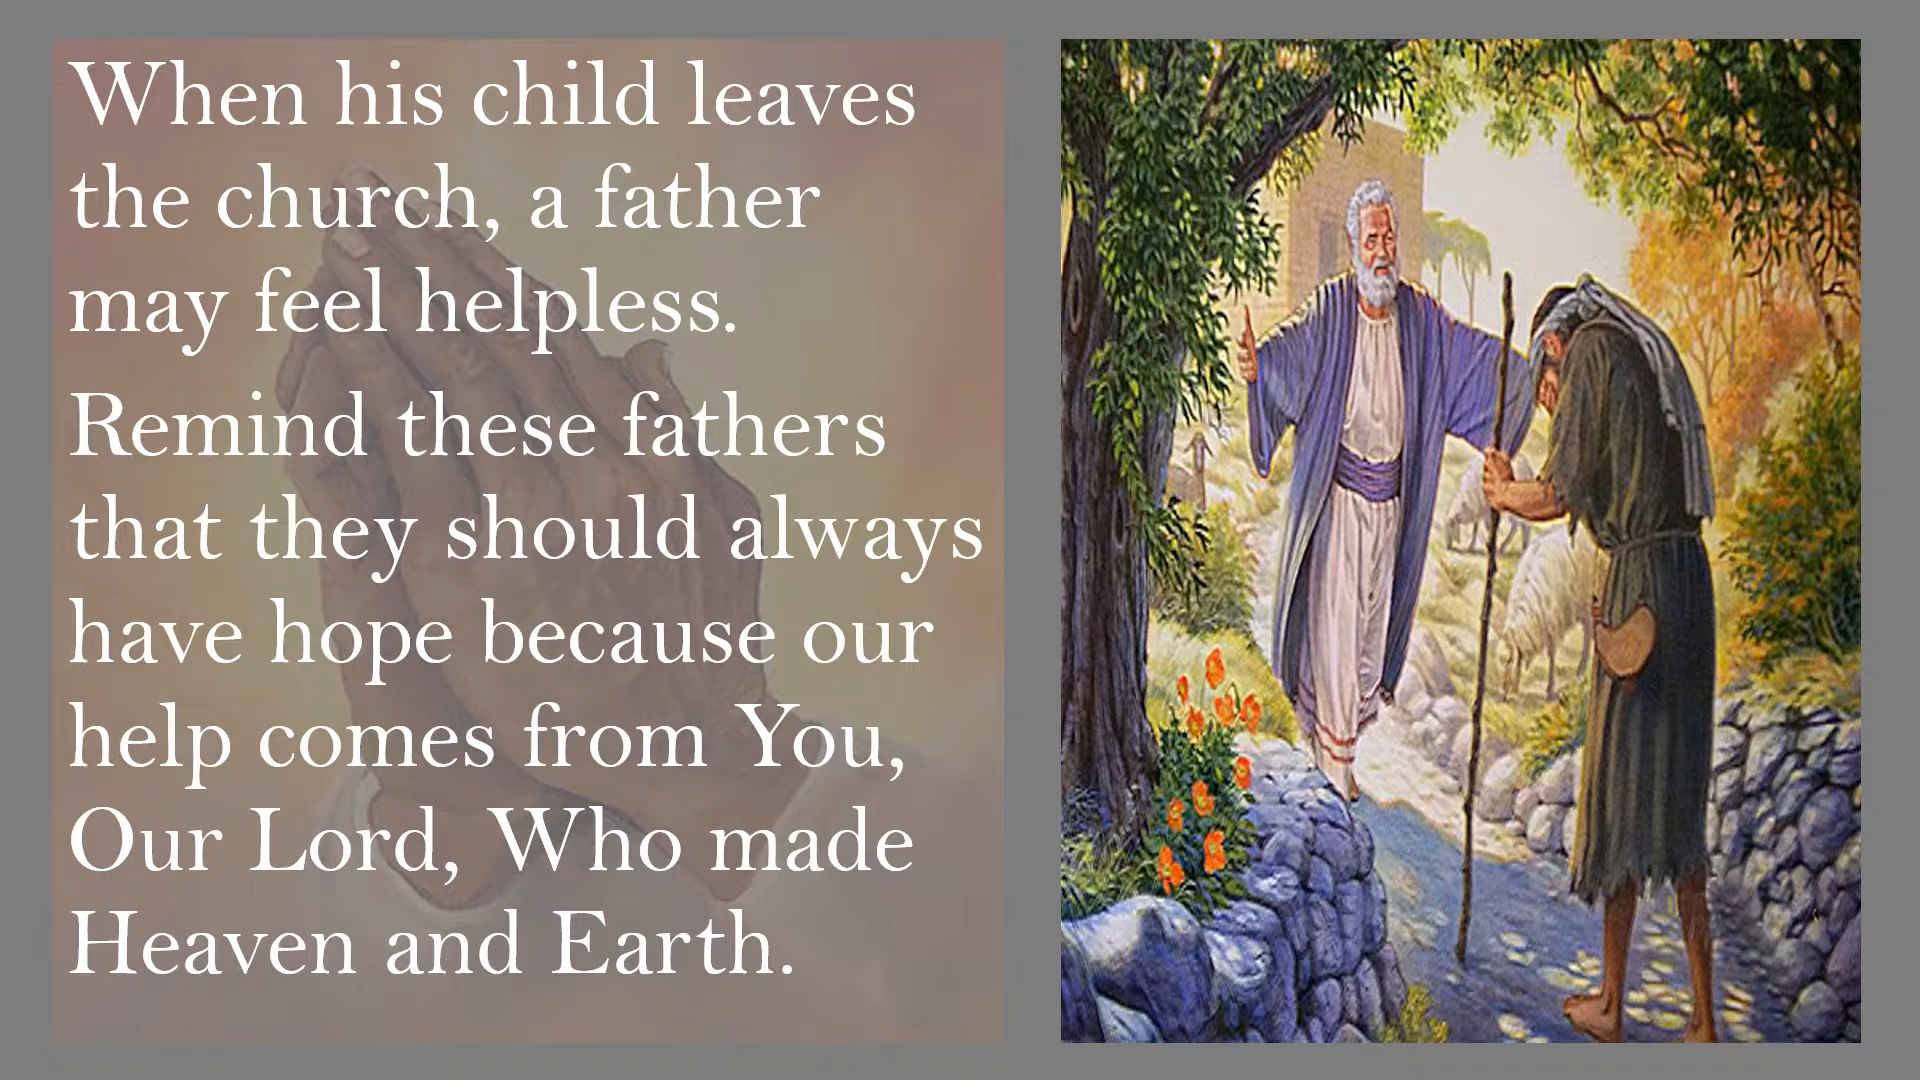 When his child leaves
the church, a father
may feel helpless.
Remind these fathers
that they should always
have hope because our
help comes from You,
Our Lord, Who made
Heaven and Earth.